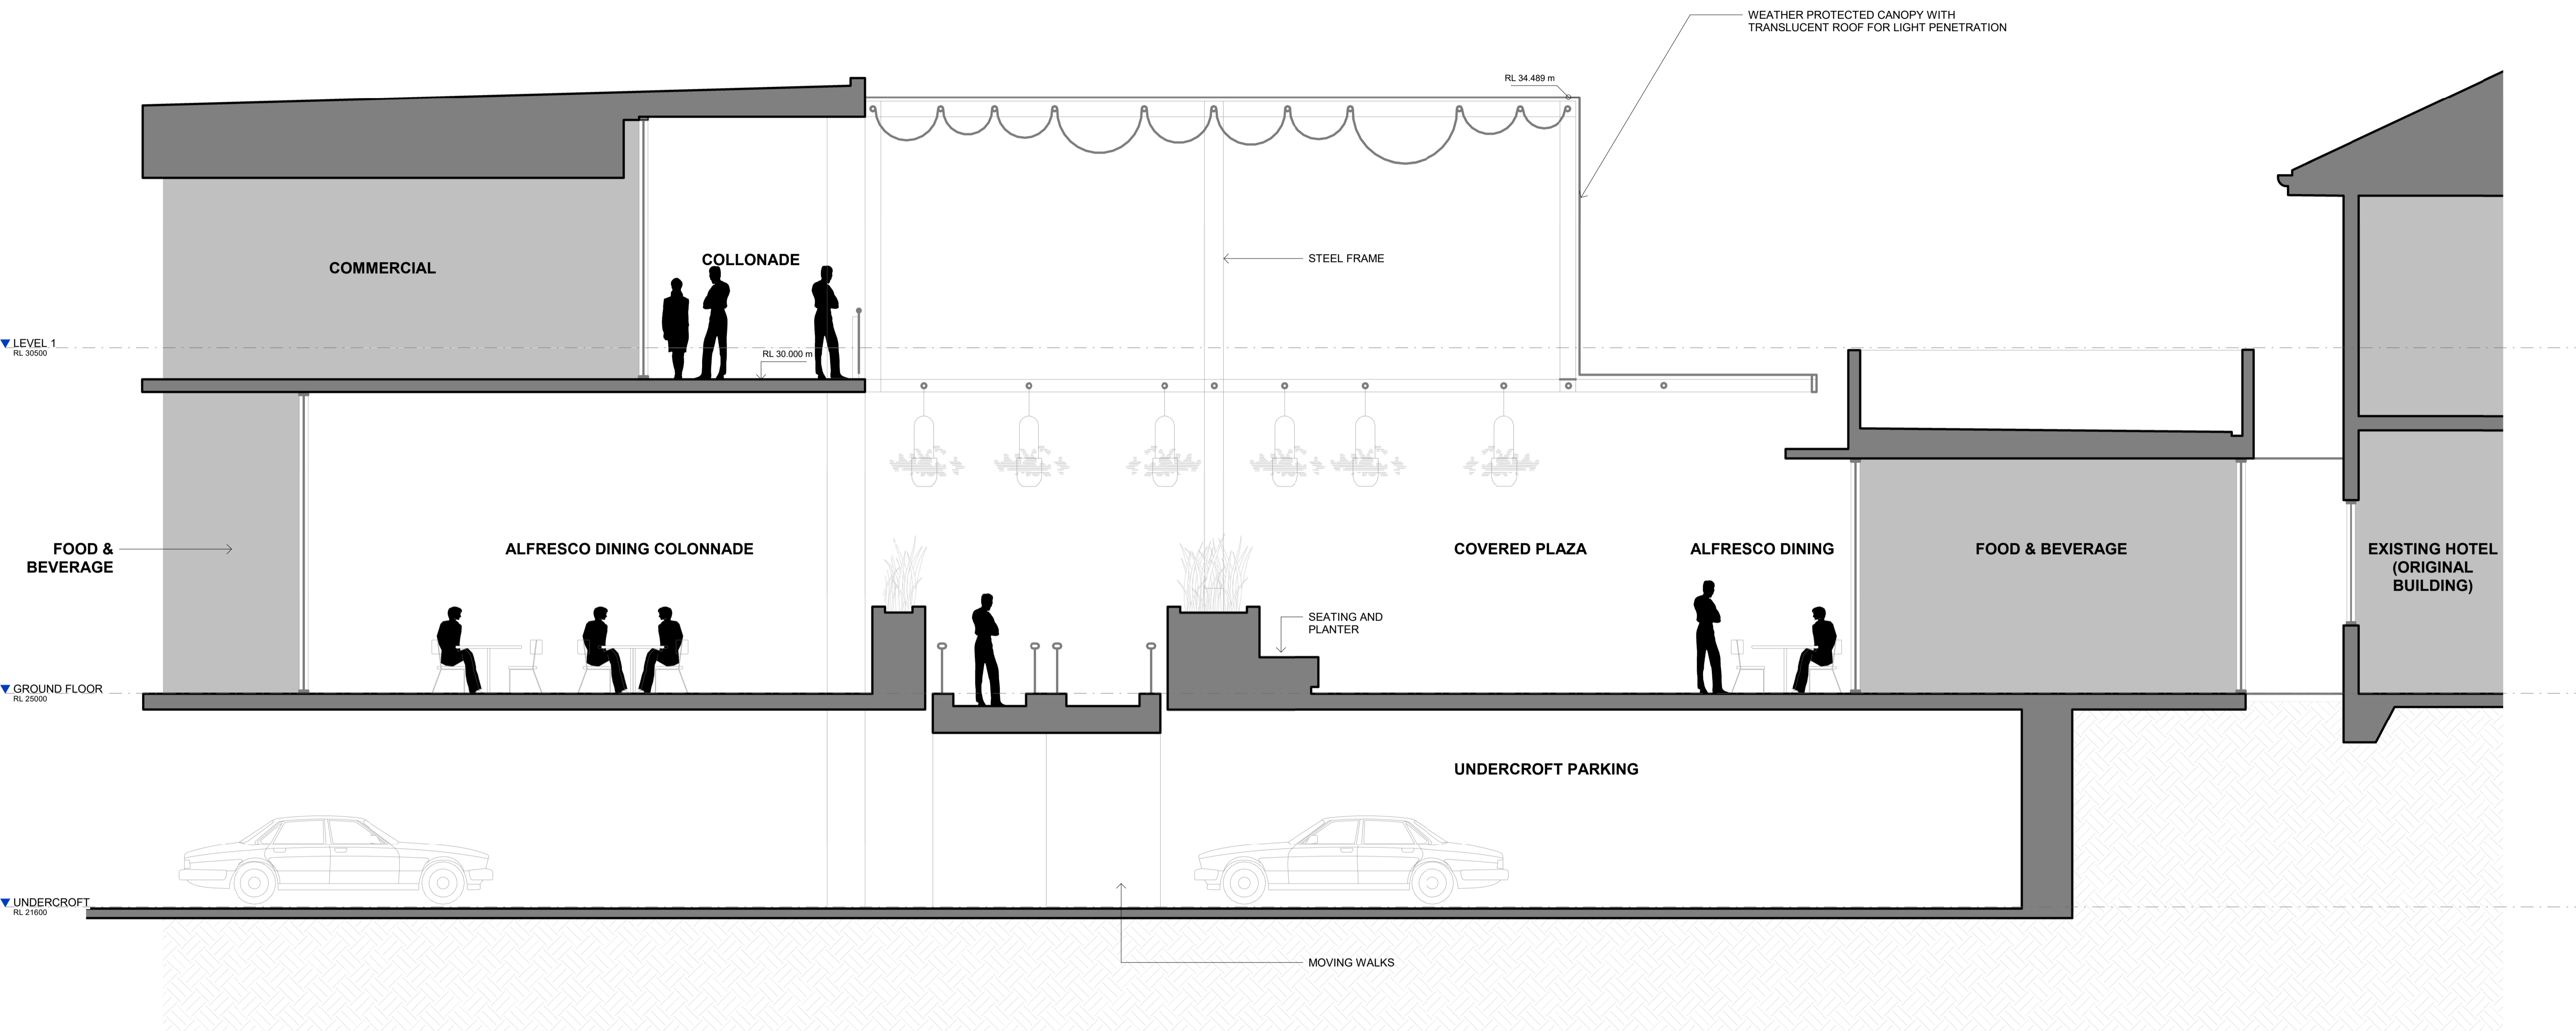 WEATHER PROTECTED CANOPY WITH
TRANSLUCENT ROOF FOR LIGHT PENETRATION
RL 34.489 m
COMMERCIAL
COLLONADE
STEEL FRAME
LEVEL 1
RL 30500
RL 30.000 m
FOOD &
BEVERAGE
ALFRESCO DINING COLONNADE
COVERED PLAZA
ALFRESCO DINING
FOOD & BEVERAGE
EXISTING HOTEL
(ORIGINAL
BUILDING)
SEATING AND
PLANTER
GROUND FLOOR
RL 25000
UNDERCROFT PARKING
UNDERCROFT
RL 21600
MOVING WALKS